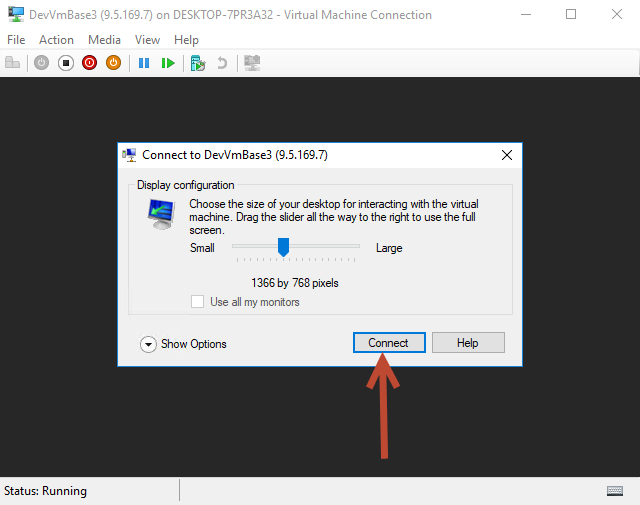 DevVmBase3 (9.5.169.7) on DESKTOP-7PR3A32 - Virtual Machine Connection
File Action Media View Help
Connect to DevVmBase3 (9.5.169.7)
Display configuration
Choose the size of your desktop for interacting with the virtual
machine. Drag the slider all the way to the right to use the full
screen.
Small Large
1366 by 768 pixels
Use all my monitors
Show Options Connect Help
Status: Running